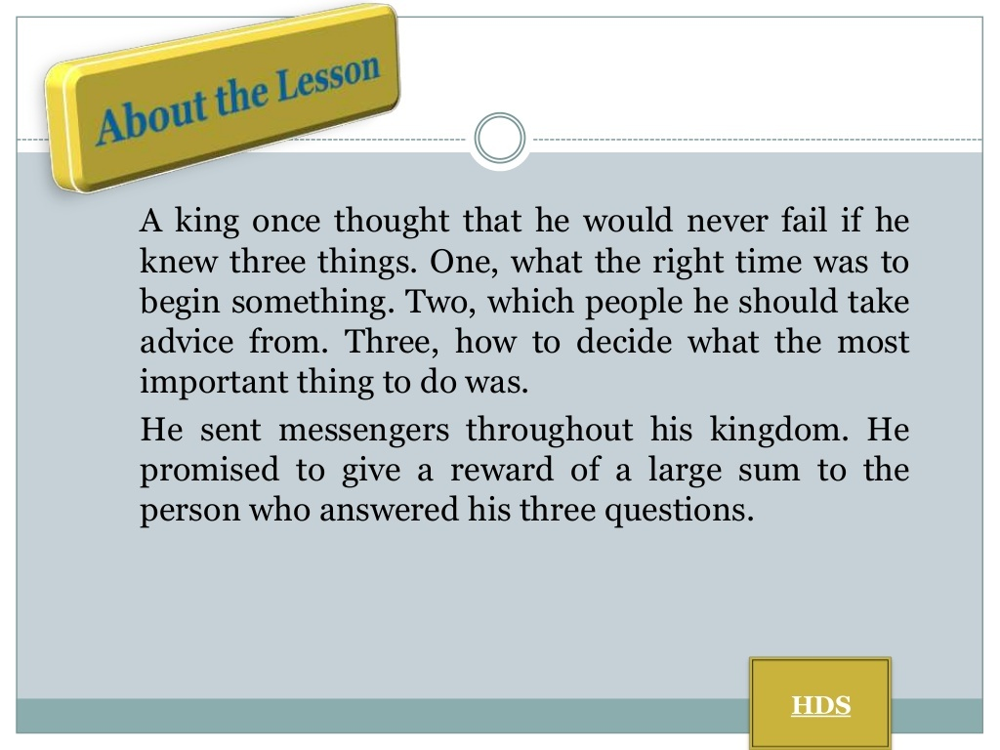 About the Lesson
A king once thought that he would never fail if he
knew three things. One, what the right time was to
begin something. Two, which people he should take
advice from. Three, how to decide what the most
important thing to do was.
He sent messengers throughout his kingdom. He
promised to give a reward of a large sum to the
person who answered his three questions.
HDS